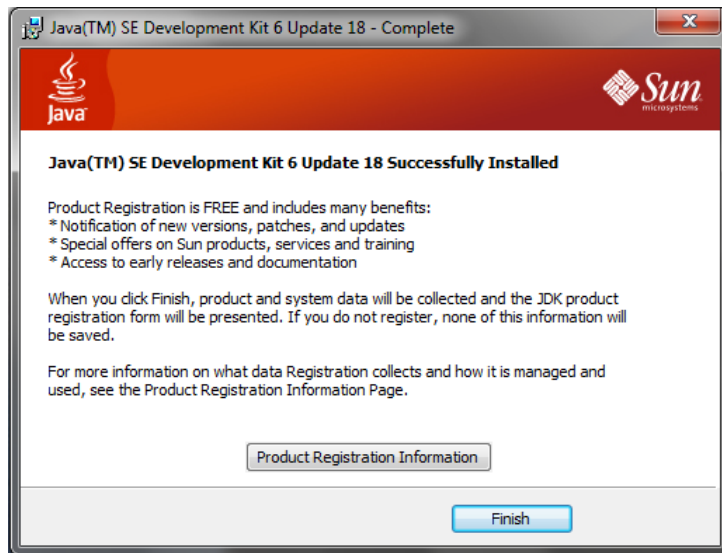 Java(TM) SE Development Kit 6 Update 18 - Complete
Java
Sun
microsystems
Java(TM) SE Development Kit 6 Update 18 Successfully Installed
Product Registration is FREE and includes many benefits:
* Notification of new versions, patches, and updates
* Special offers on Sun products, services and training
* Access to early releases and documentation
When you click Finish, product and system data will be collected and the JDK product
registration form will be presented. If you do not register, none of this information will
be saved.
For more information on what data Registration collects and how it is managed and
used, see the Product Registration Information Page.
Product Registration Information
Finish